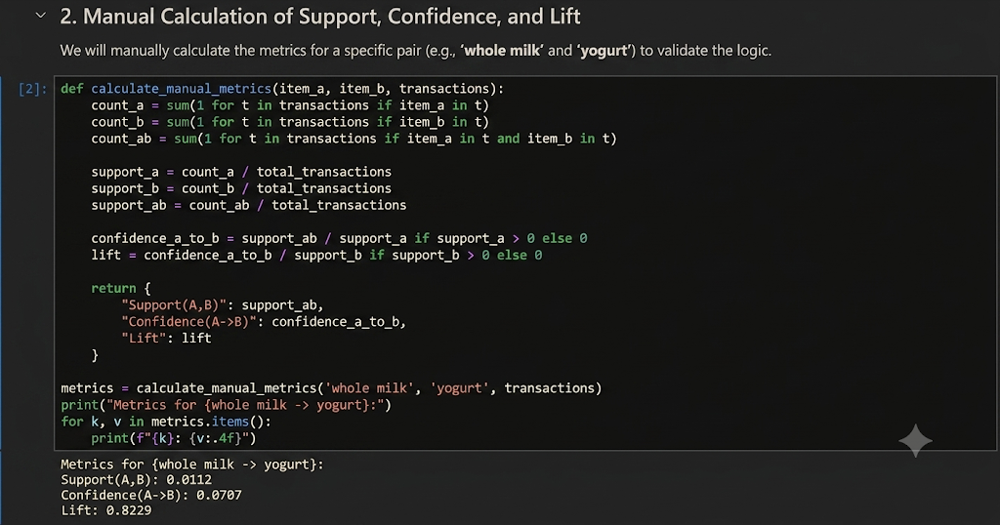 2. Manual Calculation of Support, Confidence, and Lift
We will manually calculate the metrics for a specific pair (e.g., 'whole milk' and 'yogurt') to validate the logic.
[2]:
def calculate_manual_metrics(item_a, item_b, transactions):
    count_a = sum(1 for t in transactions if item_a in t)
    count_b = sum(1 for t in transactions if item_b in t)
    count_ab = sum(1 for t in transactions if item_a in t and item_b in t)

    support_a = count_a / total_transactions
    support_b = count_b / total_transactions
    support_ab = count_ab / total_transactions

    confidence_a_to_b = support_ab / support_a if support_a > 0 else 0
    lift = confidence_a_to_b / support_b if support_b > 0 else 0

    return {
        "Support(A,B)": support_ab,
        "Confidence(A->B)": confidence_a_to_b,
        "Lift": lift
    }

metrics = calculate_manual_metrics('whole milk', 'yogurt', transactions)
print("Metrics for {whole milk -> yogurt}:")
for k, v in metrics.items():
    print(f"{k}: {v:.4f}")
Metrics for {whole milk -> yogurt}:
Support(A,B): 0.0112
Confidence(A->B): 0.0707
Lift: 0.8229